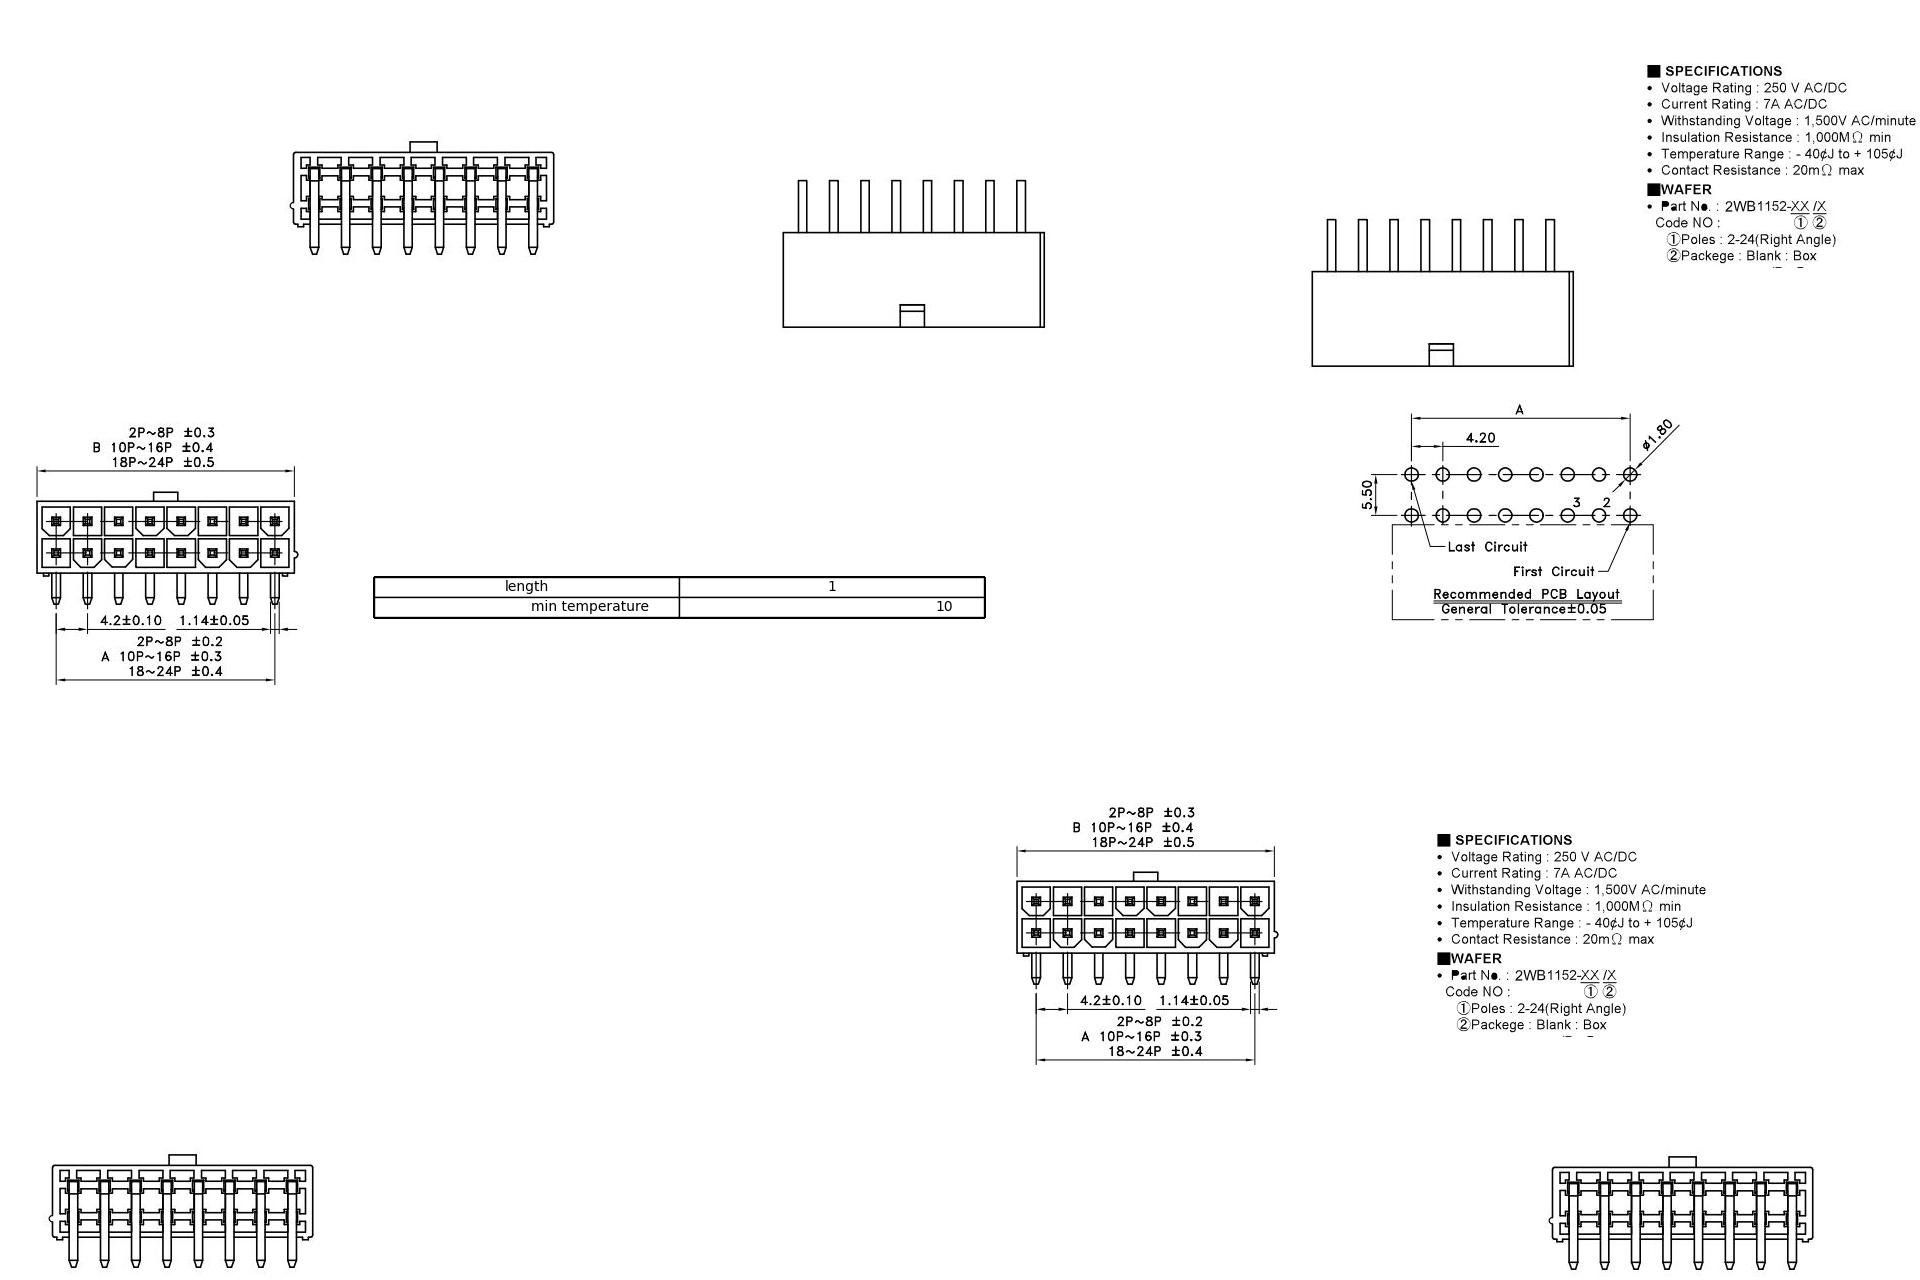 ■ SPECIFICATIONS
• Voltage Rating : 250 V AC/DC
• Current Rating : 7A AC/DC
• Withstanding Voltage : 1,500V AC/minute
• Insulation Resistance : 1,000MΩ min
• Temperature Range : - 40¢J to + 105¢J
• Contact Resistance : 20mΩ max
■WAFER
• Part No. : 2WB1152-XX /X
Code NO : ① ②
①Poles : 2-24(Right Angle)
②Packege : Blank : Box
2P~8P ±0.3
B 10P~16P ±0.4
18P~24P ±0.5
4.2±0.10 1.14±0.05
2P~8P ±0.2
A 10P~16P ±0.3
18~24P ±0.4
length 1
min temperature 10
A
4.20
ø1.80
5.50
3 2
Last Circuit
First Circuit
Recommended PCB Layout
General Tolerance±0.05
2P~8P ±0.3
B 10P~16P ±0.4
18P~24P ±0.5
4.2±0.10 1.14±0.05
2P~8P ±0.2
A 10P~16P ±0.3
18~24P ±0.4
■ SPECIFICATIONS
• Voltage Rating : 250 V AC/DC
• Current Rating : 7A AC/DC
• Withstanding Voltage : 1,500V AC/minute
• Insulation Resistance : 1,000MΩ min
• Temperature Range : - 40¢J to + 105¢J
• Contact Resistance : 20mΩ max
■WAFER
• Part No. : 2WB1152-XX /X
Code NO : ① ②
①Poles : 2-24(Right Angle)
②Packege : Blank : Box